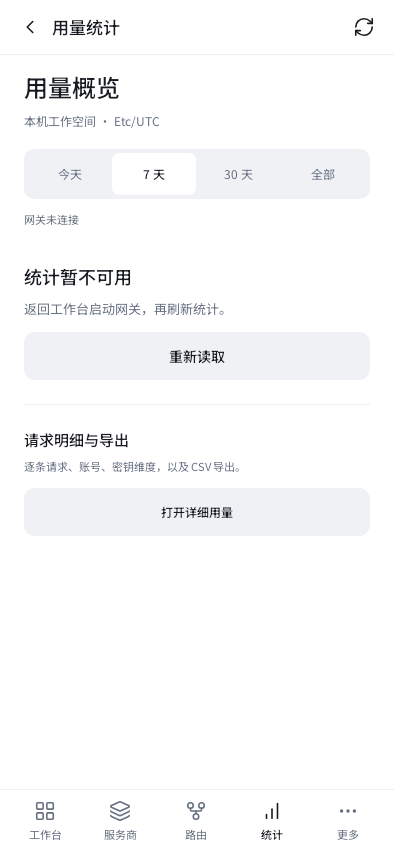 用量统计
用量概览
本机工作空间 · Etc/UTC
今天
7 天
30 天
全部
网关未连接
统计暂不可用
返回工作台启动网关，再刷新统计。
重新读取
请求明细与导出
逐条请求、账号、密钥维度，以及 CSV 导出。
打开详细用量
工作台
服务商
路由
统计
更多